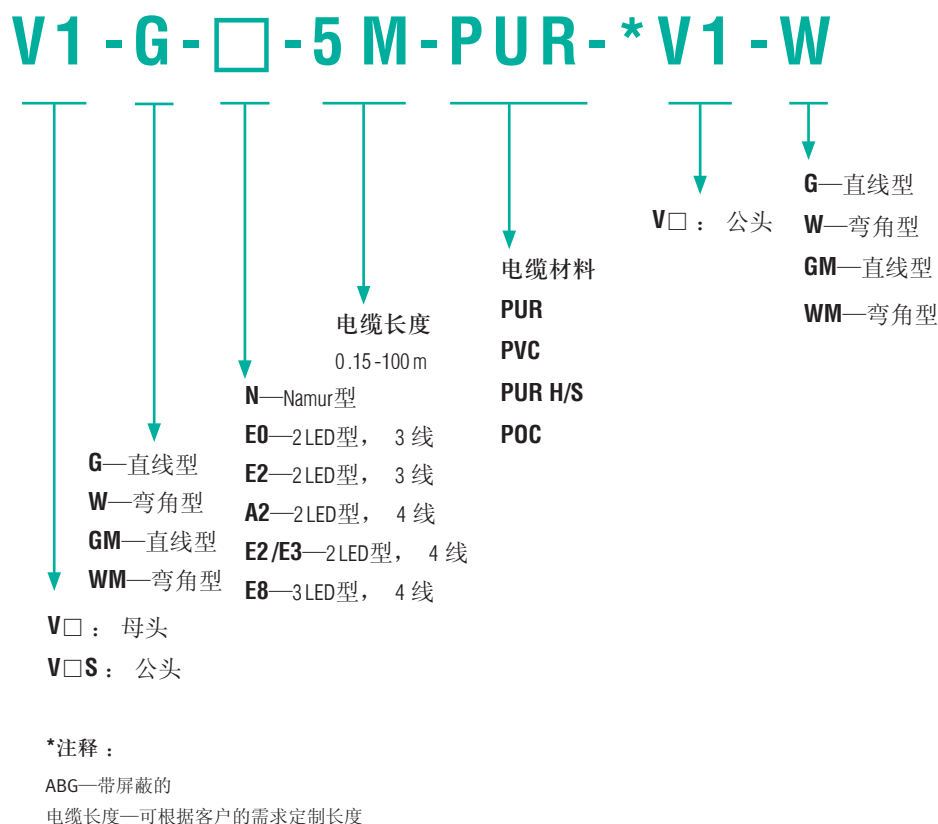 V1-G-□-5M-PUR-*V1-W
V□： 母头
V□S： 公头
G—直线型
W—弯角型
GM—直线型
WM—弯角型
N—Namur型
E0—2LED型， 3 线
E2—2LED型， 3 线
A2—2LED型， 4 线
E2/E3—2LED型， 4 线
E8—3LED型， 4 线
电缆长度
0.15-100m
电缆材料
PUR
PVC
PUR H/S
POC
V□： 公头
G—直线型
W—弯角型
GM—直线型
WM—弯角型
*注释：
ABG—带屏蔽的
电缆长度—可根据客户的需求定制长度